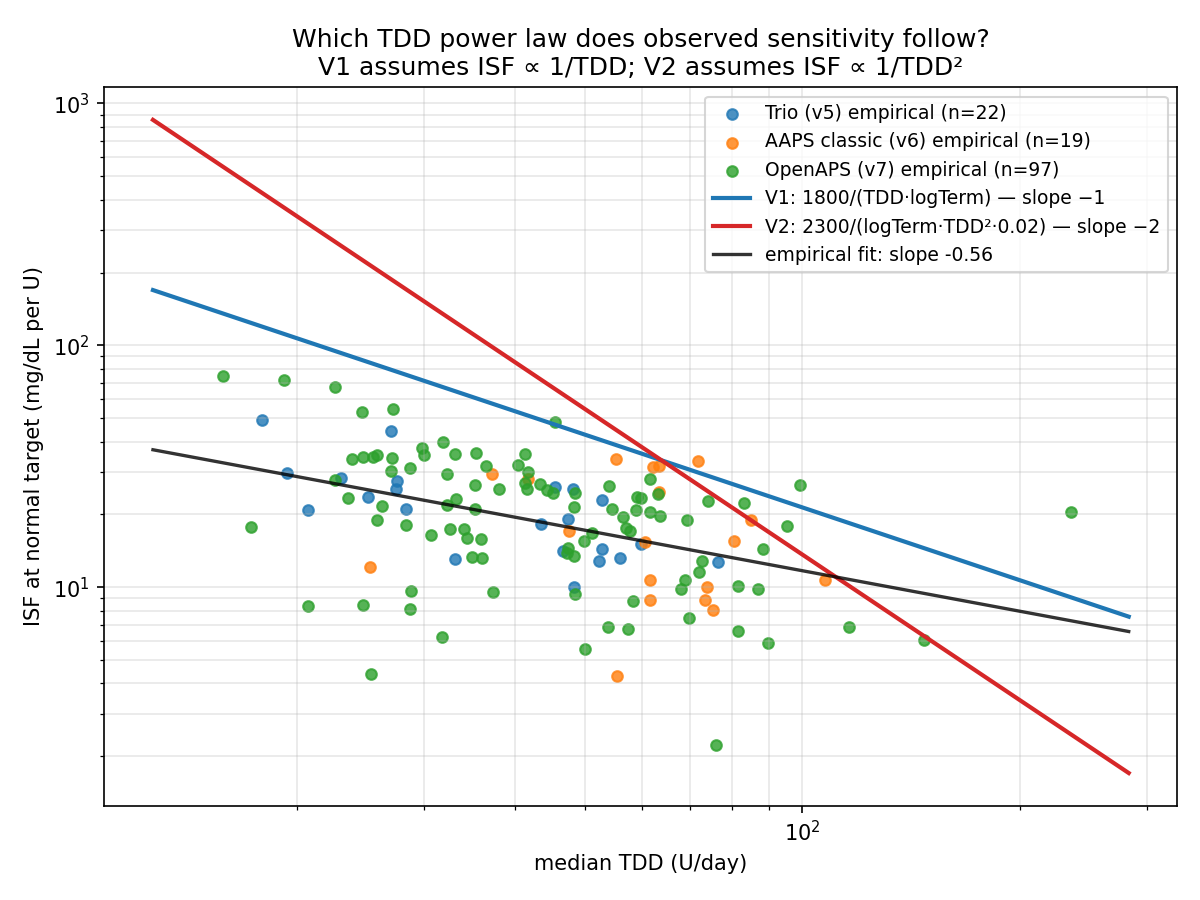 Which TDD power law does observed sensitivity follow?
V1 assumes ISF ∝ 1/TDD; V2 assumes ISF ∝ 1/TDD²
Trio (v5) empirical (n=22)
AAPS classic (v6) empirical (n=19)
OpenAPS (v7) empirical (n=97)
V1: 1800/(TDD·logTerm) — slope −1
V2: 2300/(logTerm·TDD²·0.02) — slope −2
empirical fit: slope -0.56
ISF at normal target (mg/dL per U)
10³
10²
10¹
10²
median TDD (U/day)